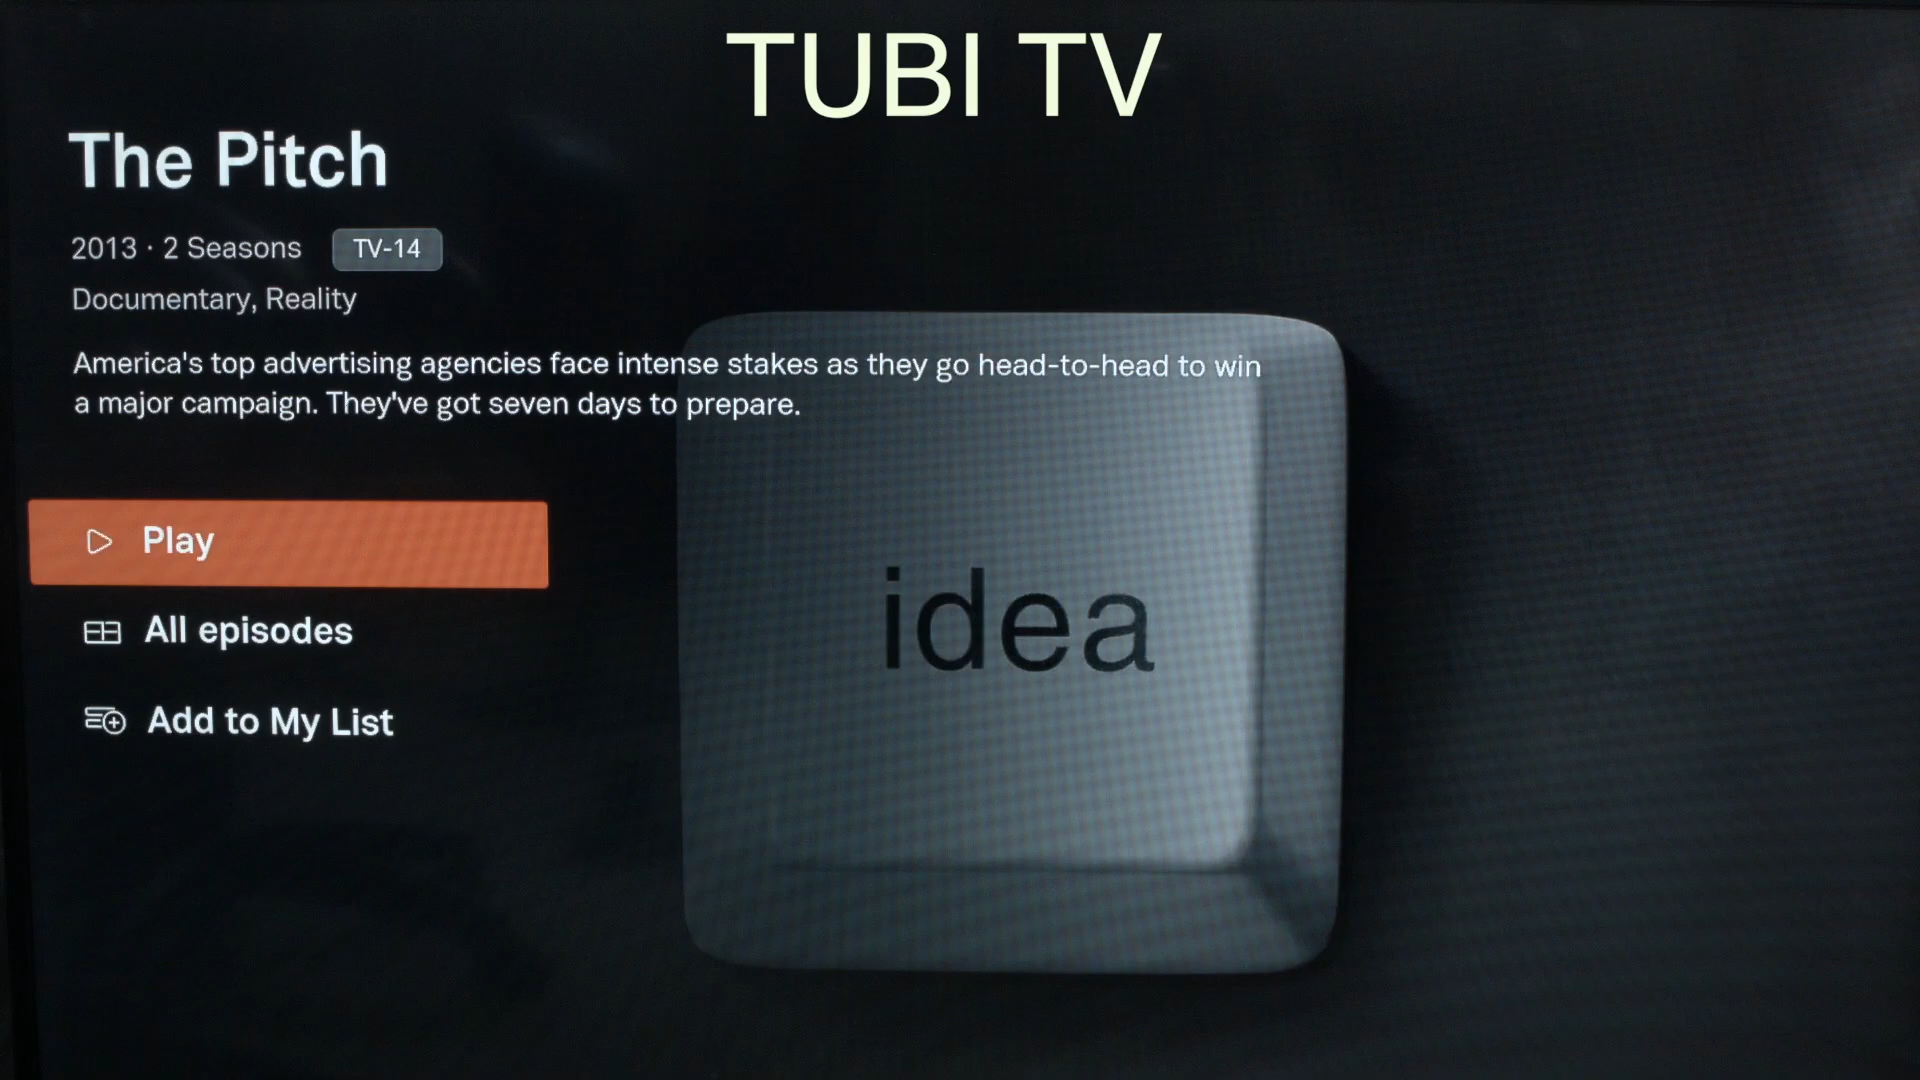 TUBI TV
The Pitch
2013 · 2 Seasons TV-14
Documentary, Reality
America's top advertising agencies face intense stakes as they go head-to-head to win
a major campaign. They've got seven days to prepare.
Play
All episodes
Add to My List
idea